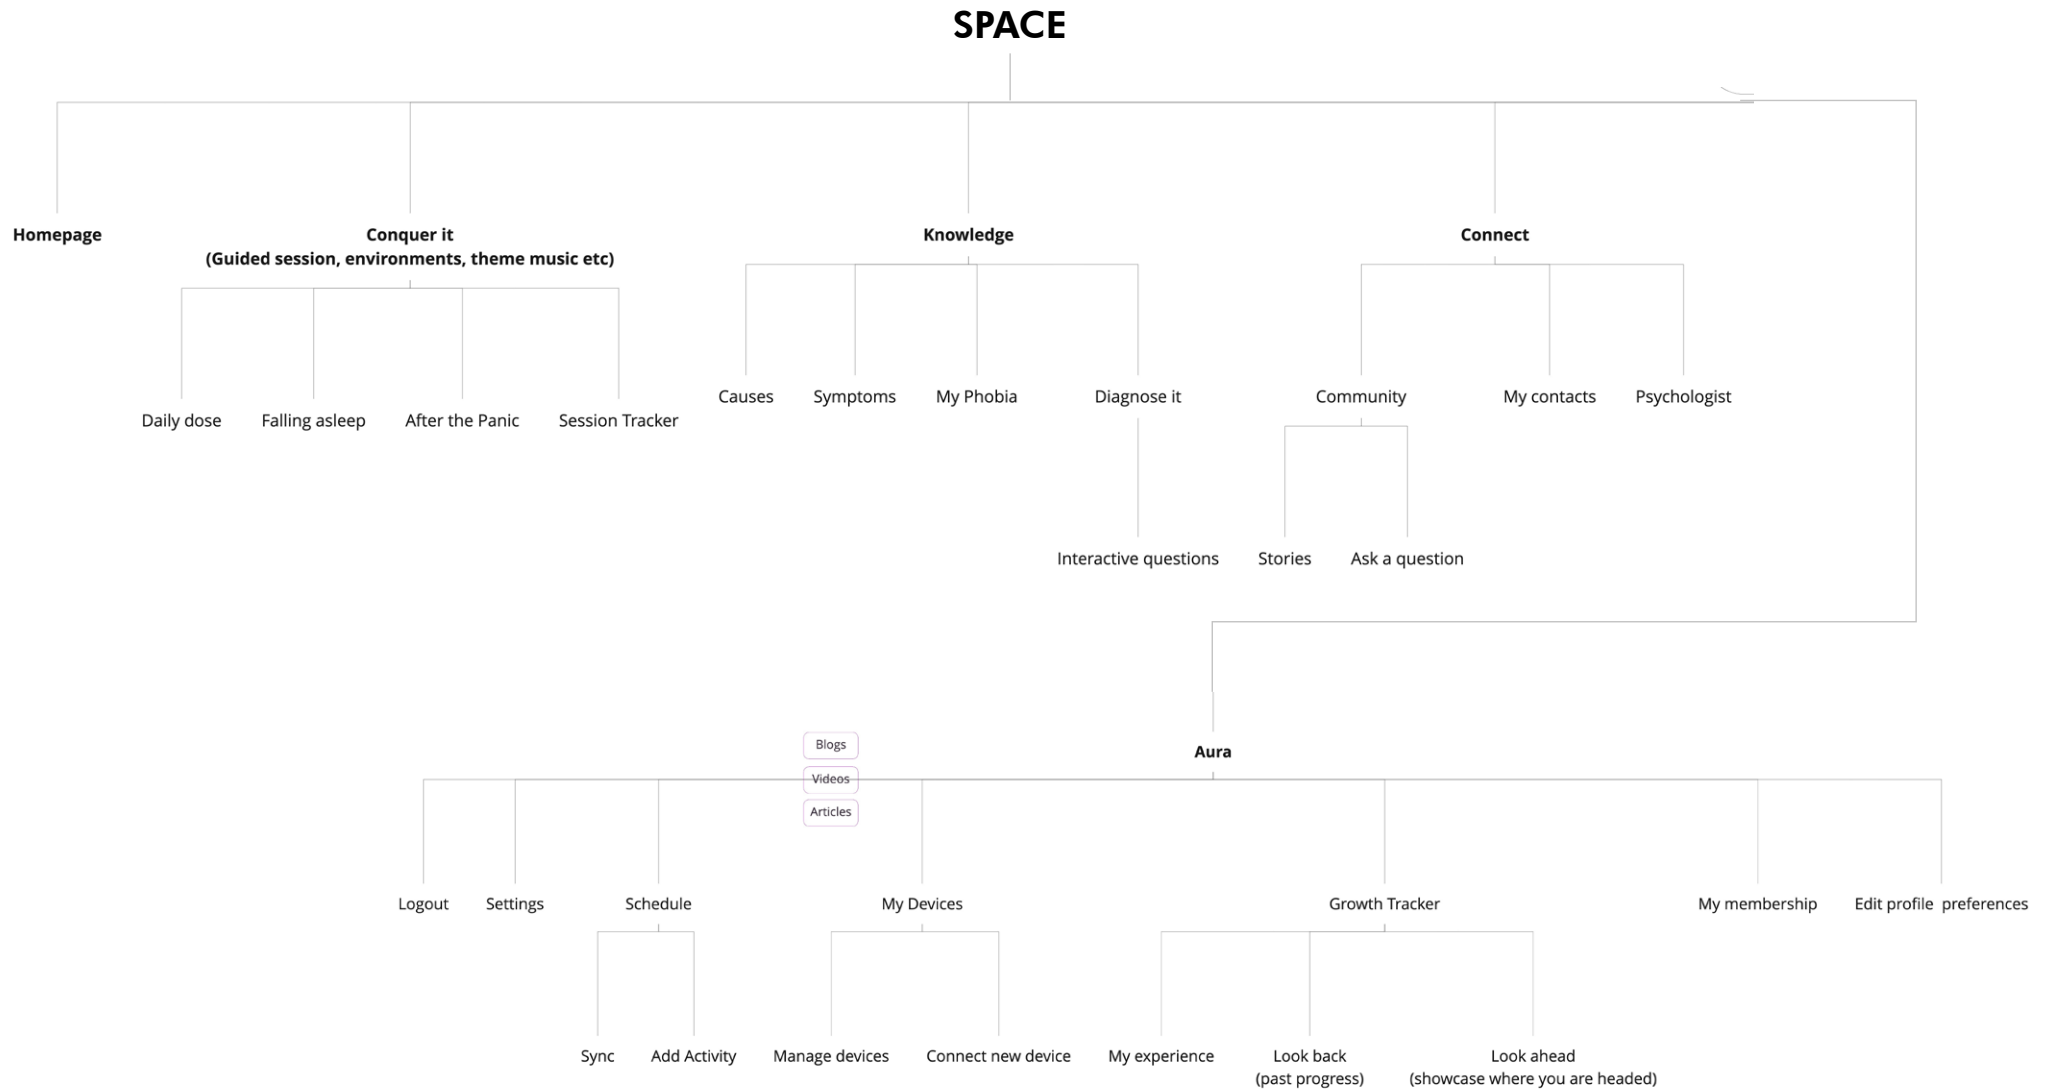 SPACE
Homepage
Conquer it
(Guided session, environments, theme music etc)
Knowledge
Connect
Daily dose
Falling asleep
After the Panic
Session Tracker
Causes
Symptoms
My Phobia
Diagnose it
Community
My contacts
Psychologist
Interactive questions
Stories
Ask a question
Blogs
Videos
Articles
Aura
Logout
Settings
Schedule
My Devices
Growth Tracker
My membership
Edit profile preferences
Sync
Add Activity
Manage devices
Connect new device
My experience
Look back
(past progress)
Look ahead
(showcase where you are headed)